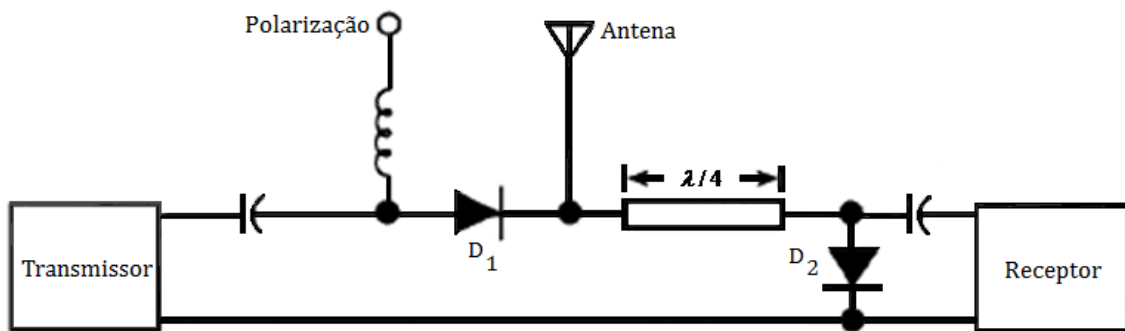 Polarização
Antena
λ/4
D1
D2
Transmissor
Receptor